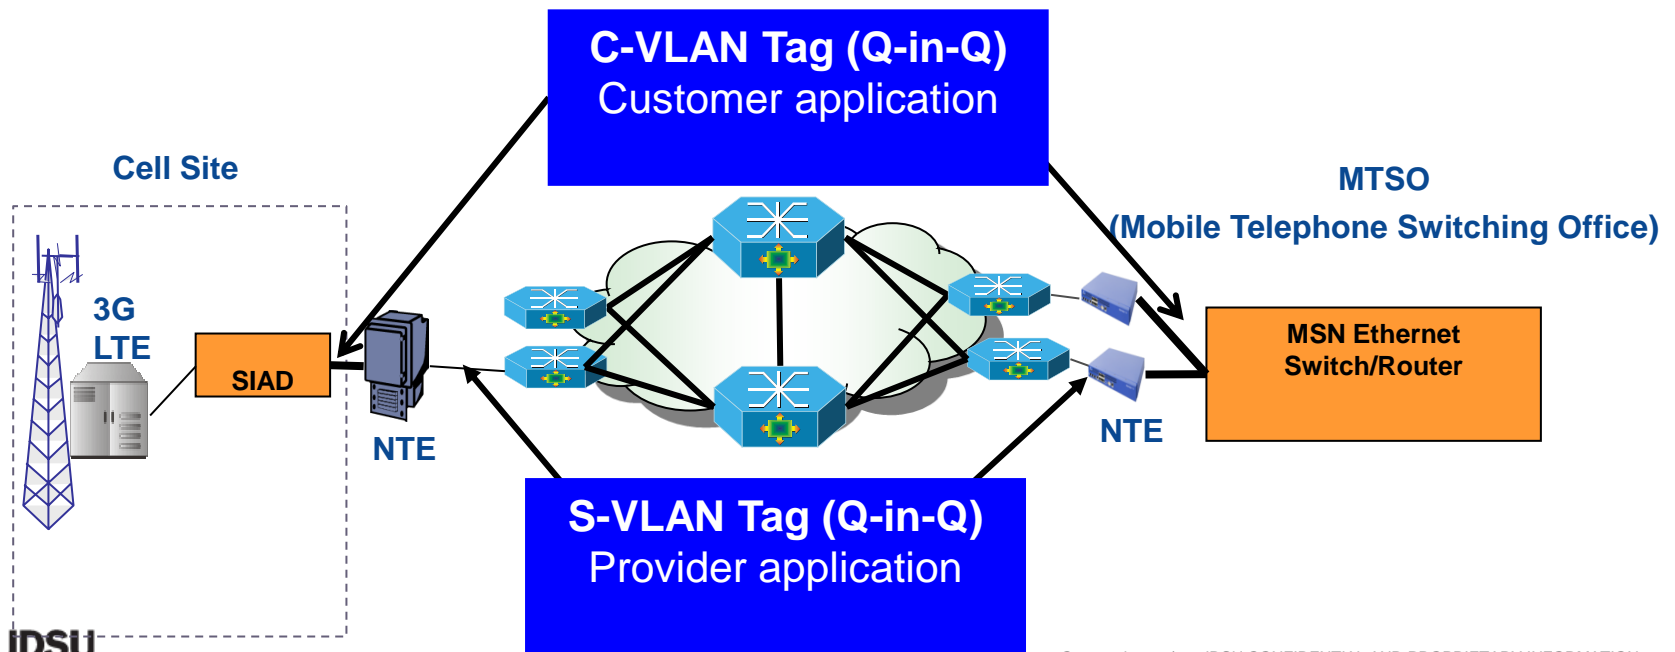 C-VLAN Tag (Q-in-Q)
Customer application
Cell Site
MTSO
(Mobile Telephone Switching Office)
3G
LTE
SIAD
NTE
MSN Ethernet
Switch/Router
NTE
S-VLAN Tag (Q-in-Q)
Provider application
JDSU